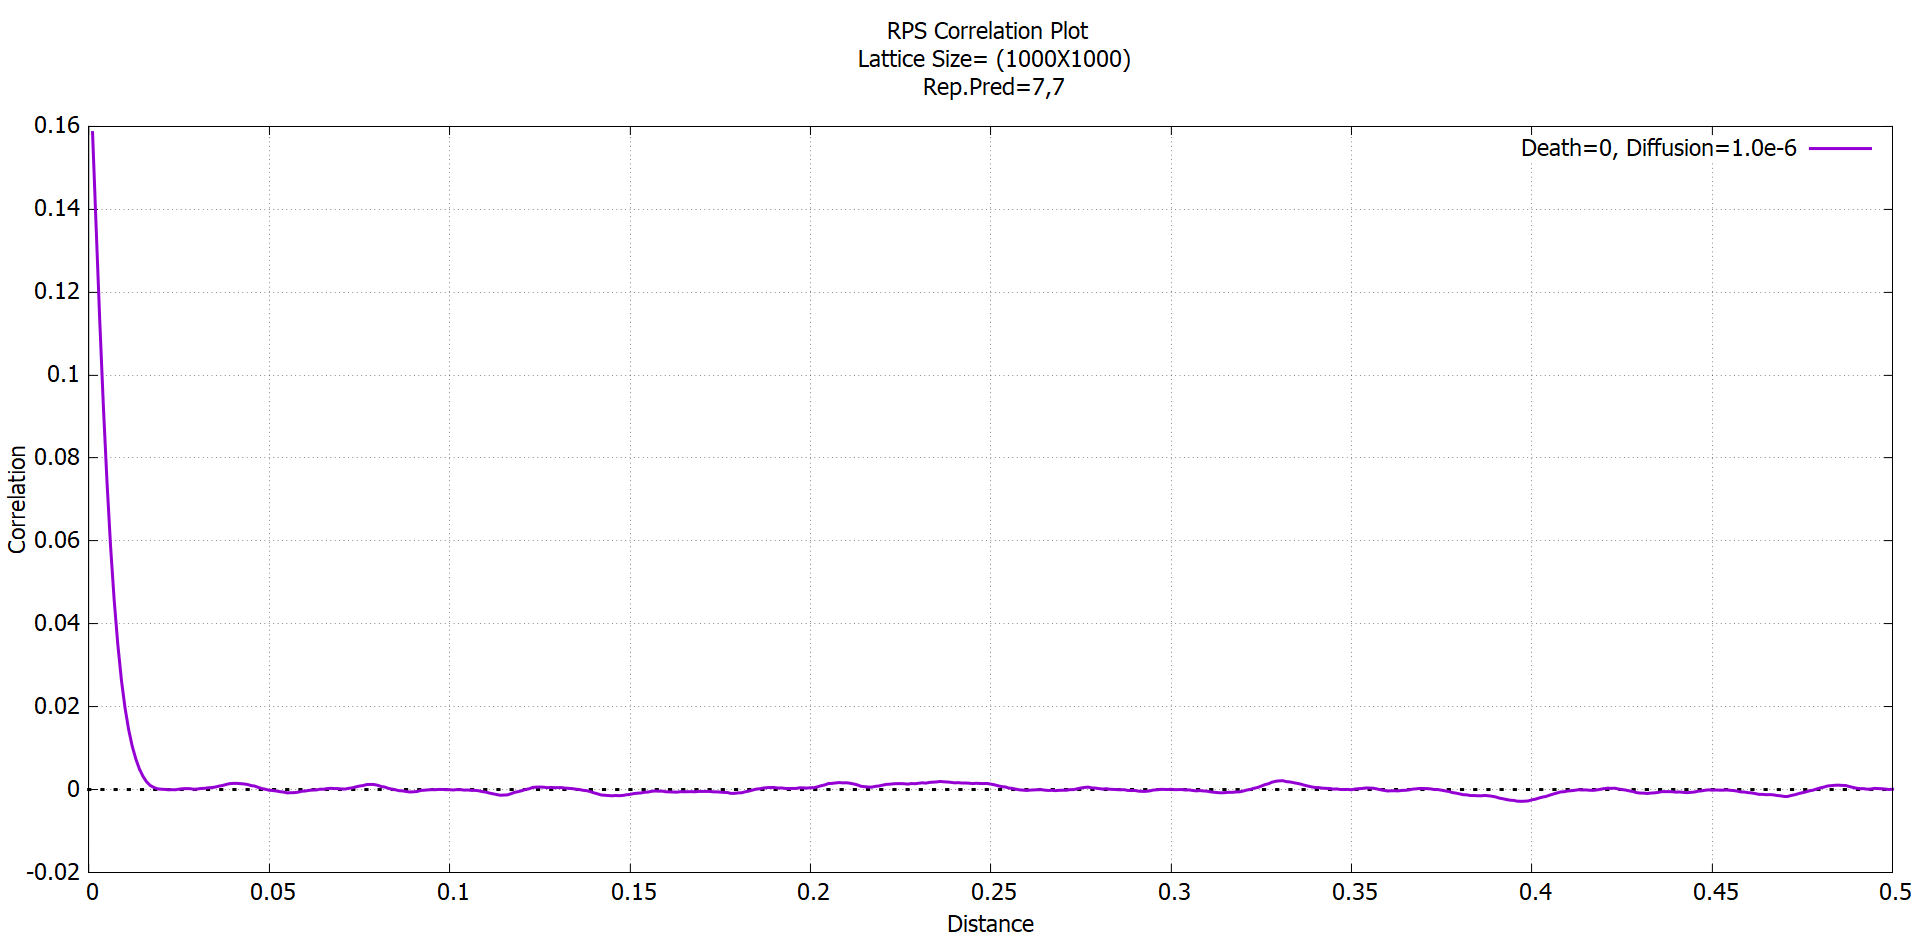 RPS Correlation Plot
Lattice Size= (1000X1000)
Rep.Pred=7,7
Death=0, Diffusion=1.0e-6
0.16
0.14
0.12
0.1
0.08
0.06
0.04
0.02
0
-0.02
Correlation
0 0.05 0.1 0.15 0.2 0.25 0.3 0.35 0.4 0.45 0.5
Distance